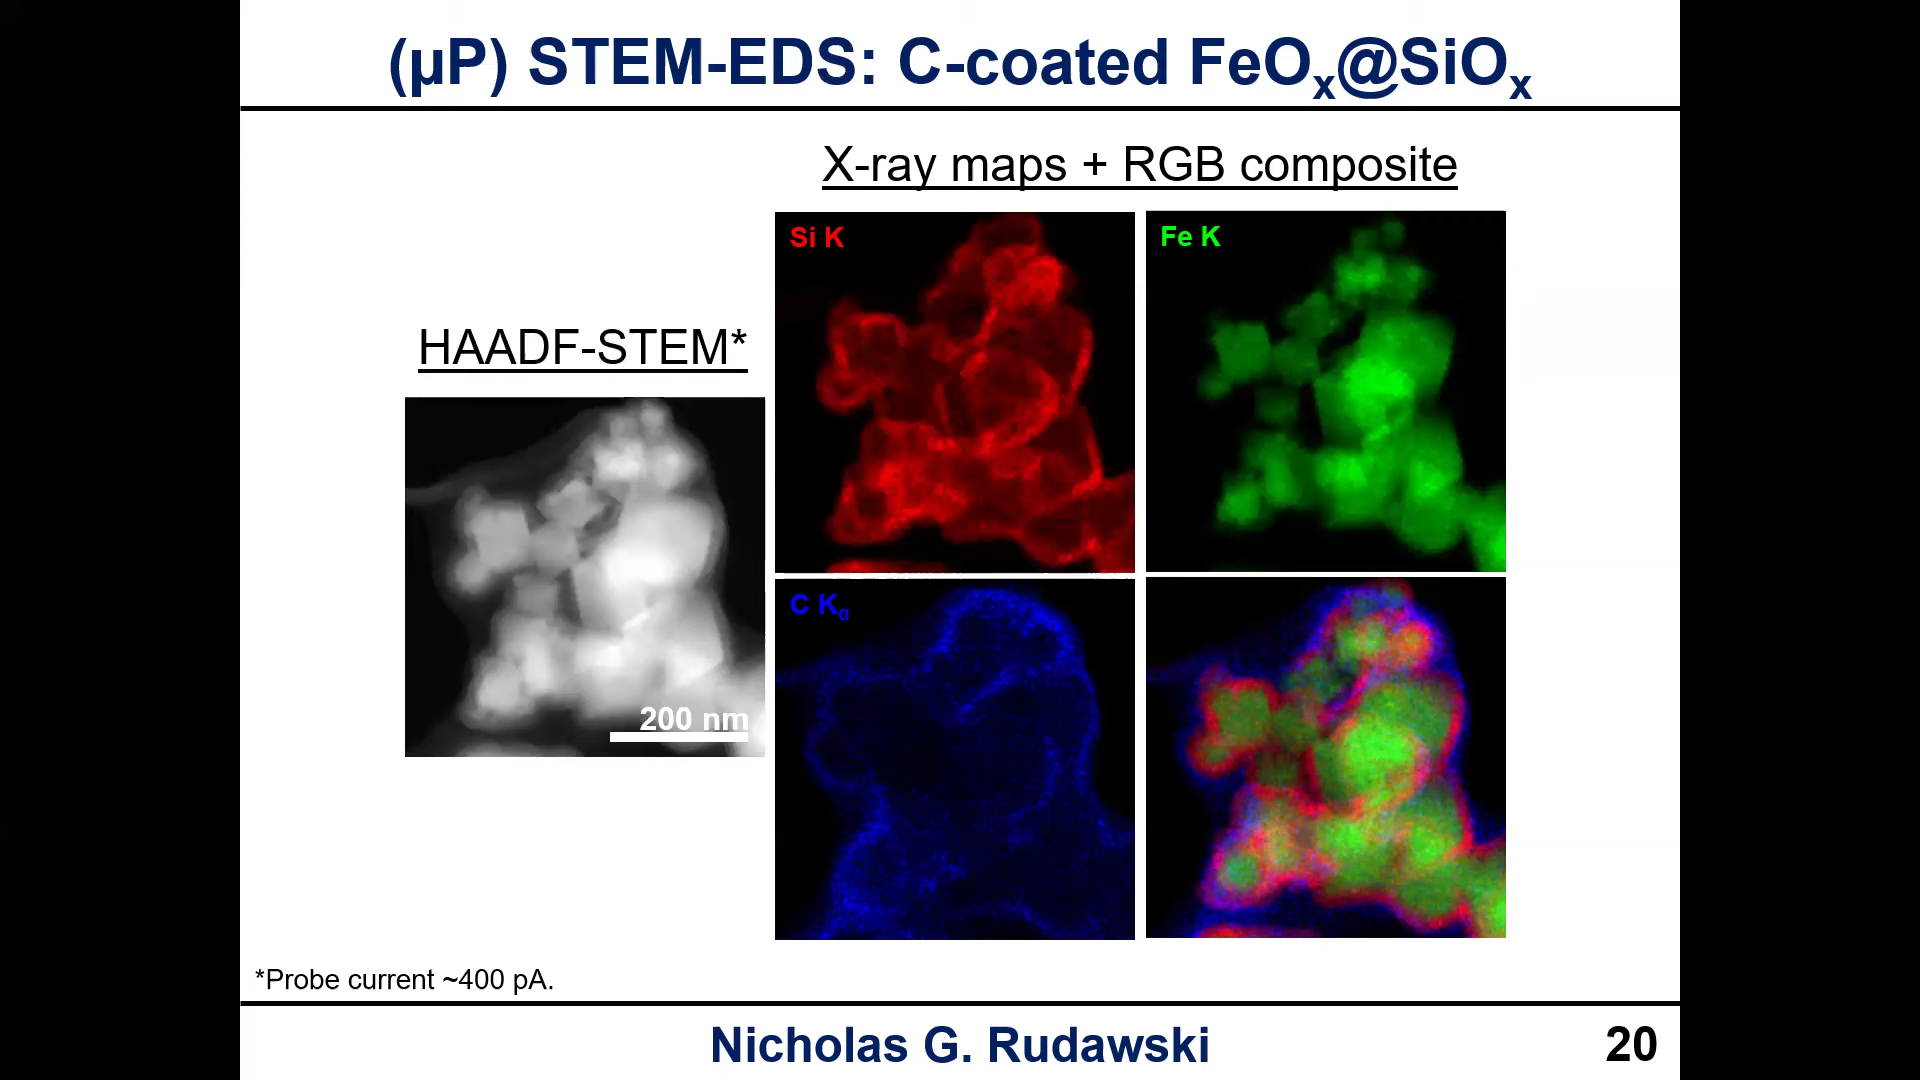 (µP) STEM-EDS: C-coated FeOx@SiOx
X-ray maps + RGB composite
HAADF-STEM*
Si K
Fe K
C Kα
200 nm
*Probe current ~400 pA.
Nicholas G. Rudawski
20